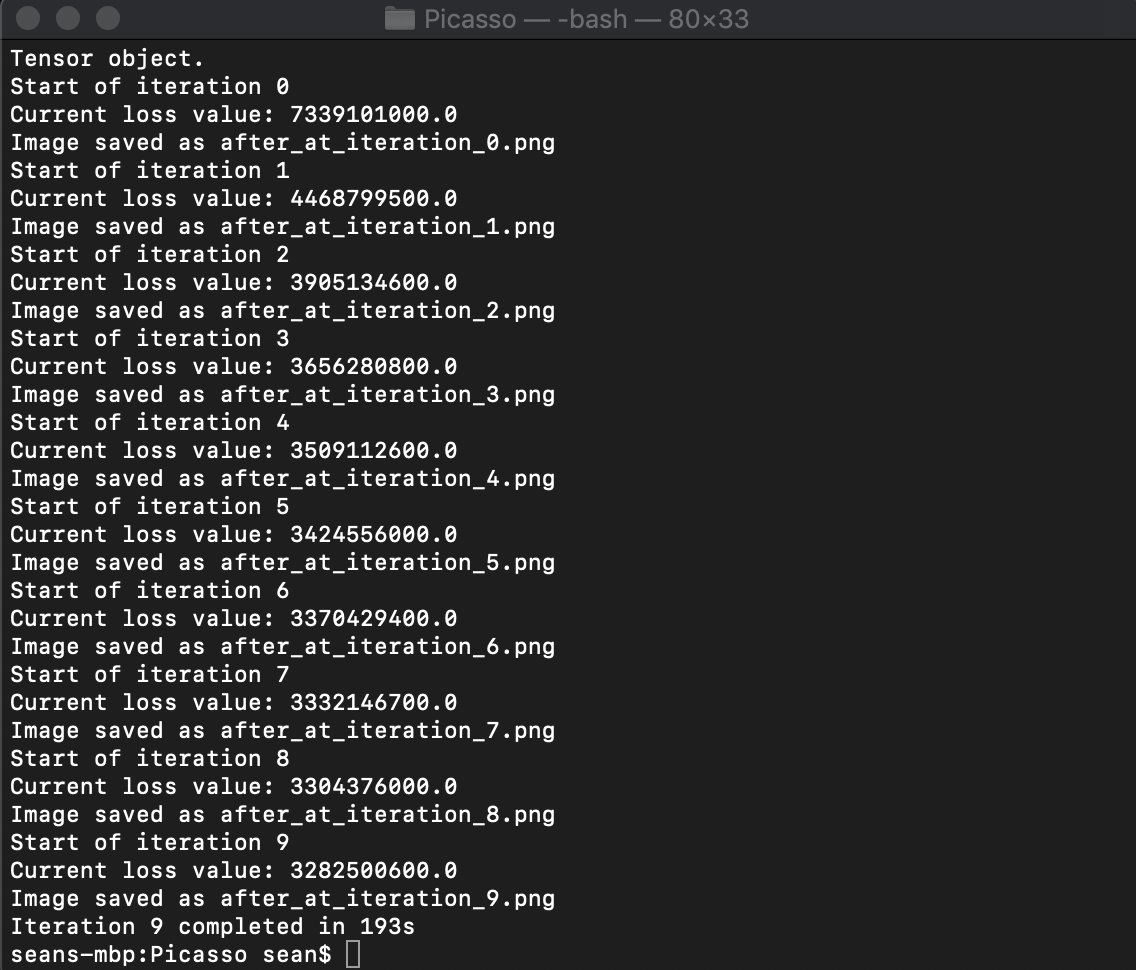 Picasso — -bash — 80×33
Tensor object.
Start of iteration 0
Current loss value: 7339101000.0
Image saved as after_at_iteration_0.png
Start of iteration 1
Current loss value: 4468799500.0
Image saved as after_at_iteration_1.png
Start of iteration 2
Current loss value: 3905134600.0
Image saved as after_at_iteration_2.png
Start of iteration 3
Current loss value: 3656280800.0
Image saved as after_at_iteration_3.png
Start of iteration 4
Current loss value: 3509112600.0
Image saved as after_at_iteration_4.png
Start of iteration 5
Current loss value: 3424556000.0
Image saved as after_at_iteration_5.png
Start of iteration 6
Current loss value: 3370429400.0
Image saved as after_at_iteration_6.png
Start of iteration 7
Current loss value: 3332146700.0
Image saved as after_at_iteration_7.png
Start of iteration 8
Current loss value: 3304376000.0
Image saved as after_at_iteration_8.png
Start of iteration 9
Current loss value: 3282500600.0
Image saved as after_at_iteration_9.png
Iteration 9 completed in 193s
seans-mbp:Picasso sean$